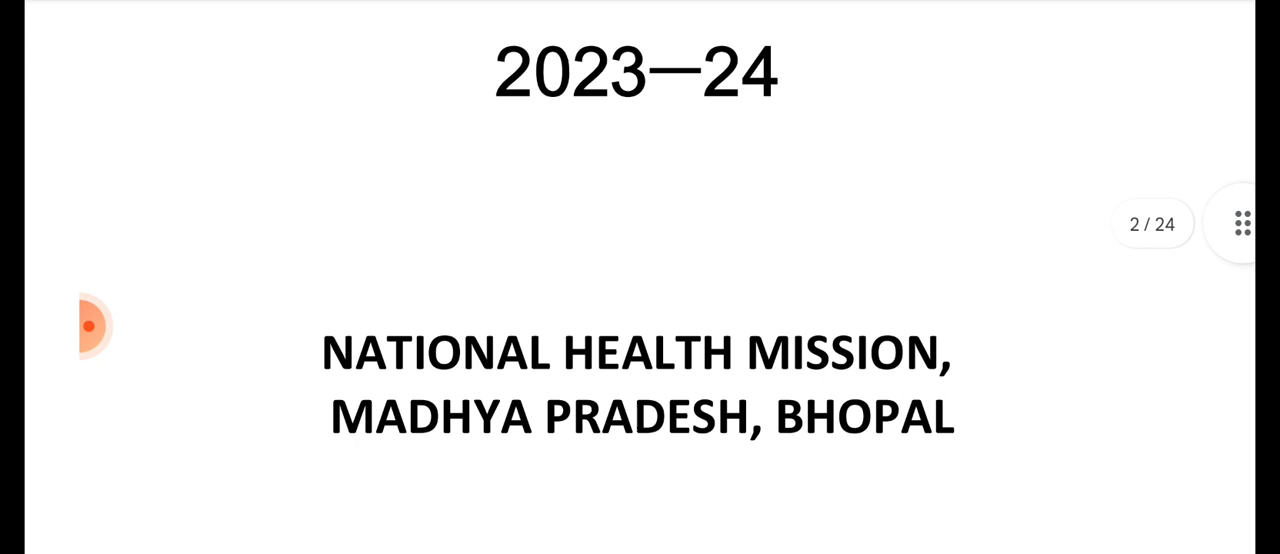 2023—24
2 / 24
NATIONAL HEALTH MISSION,
MADHYA PRADESH, BHOPAL